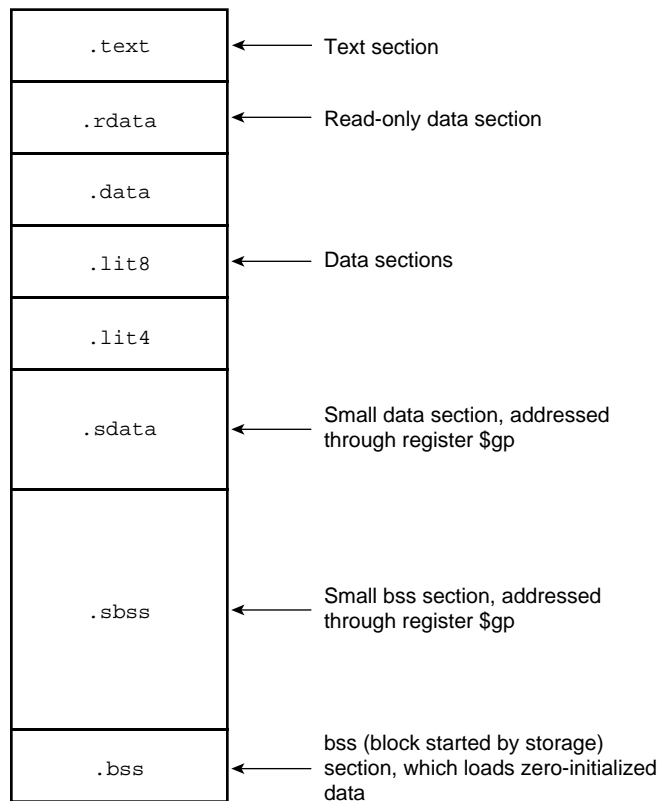 .text
Text section
.rdata
Read-only data section
.data
.lit8
Data sections
.lit4
.sdata
Small data section, addressed
through register $gp
.sbss
Small bss section, addressed
through register $gp
.bss
bss (block started by storage)
section, which loads zero-initialized
data